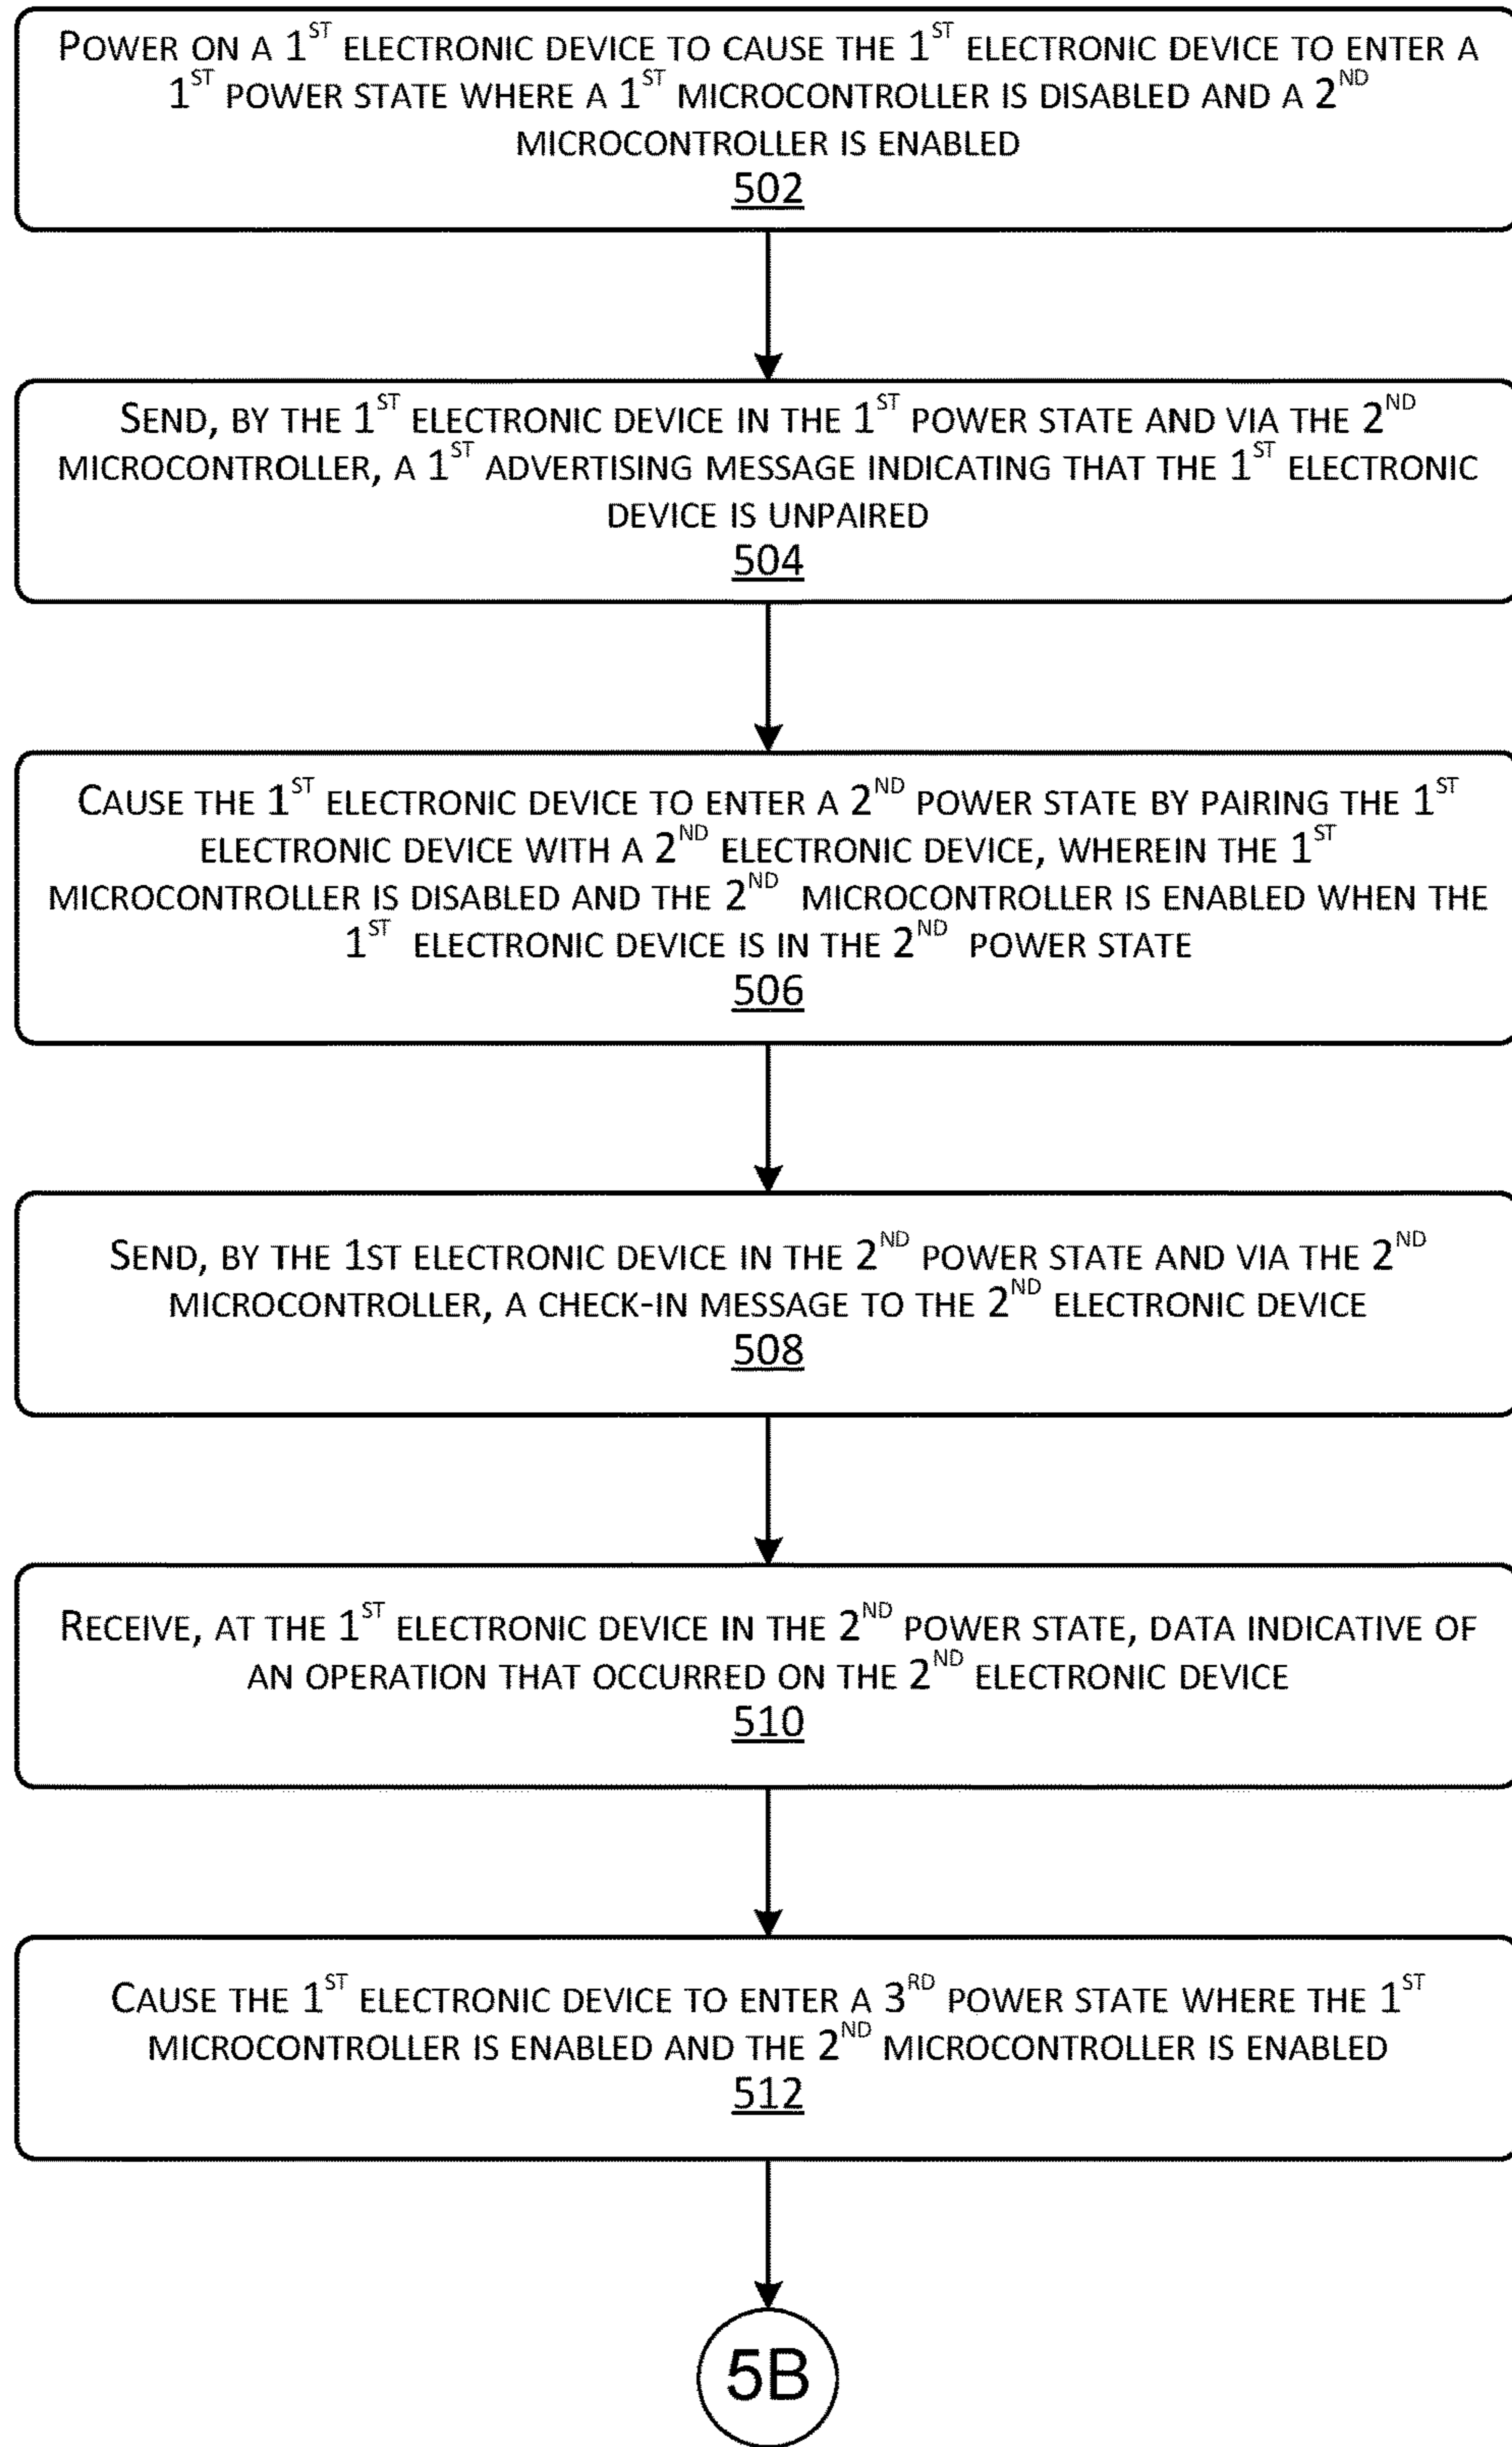 POWER ON A 1ST ELECTRONIC DEVICE TO CAUSE THE 1ST ELECTRONIC DEVICE TO ENTER A
1ST POWER STATE WHERE A 1ST MICROCONTROLLER IS DISABLED AND A 2ND
MICROCONTROLLER IS ENABLED
502
SEND, BY THE 1ST ELECTRONIC DEVICE IN THE 1ST POWER STATE AND VIA THE 2ND
MICROCONTROLLER, A 1ST ADVERTISING MESSAGE INDICATING THAT THE 1ST ELECTRONIC
DEVICE IS UNPAIRED
504
CAUSE THE 1ST ELECTRONIC DEVICE TO ENTER A 2ND POWER STATE BY PAIRING THE 1ST
ELECTRONIC DEVICE WITH A 2ND ELECTRONIC DEVICE, WHEREIN THE 1ST
MICROCONTROLLER IS DISABLED AND THE 2ND MICROCONTROLLER IS ENABLED WHEN THE
1ST ELECTRONIC DEVICE IS IN THE 2ND POWER STATE
506
SEND, BY THE 1ST ELECTRONIC DEVICE IN THE 2ND POWER STATE AND VIA THE 2ND
MICROCONTROLLER, A CHECK-IN MESSAGE TO THE 2ND ELECTRONIC DEVICE
508
RECEIVE, AT THE 1ST ELECTRONIC DEVICE IN THE 2ND POWER STATE, DATA INDICATIVE OF
AN OPERATION THAT OCCURRED ON THE 2ND ELECTRONIC DEVICE
510
CAUSE THE 1ST ELECTRONIC DEVICE TO ENTER A 3RD POWER STATE WHERE THE 1ST
MICROCONTROLLER IS ENABLED AND THE 2ND MICROCONTROLLER IS ENABLED
512
5B